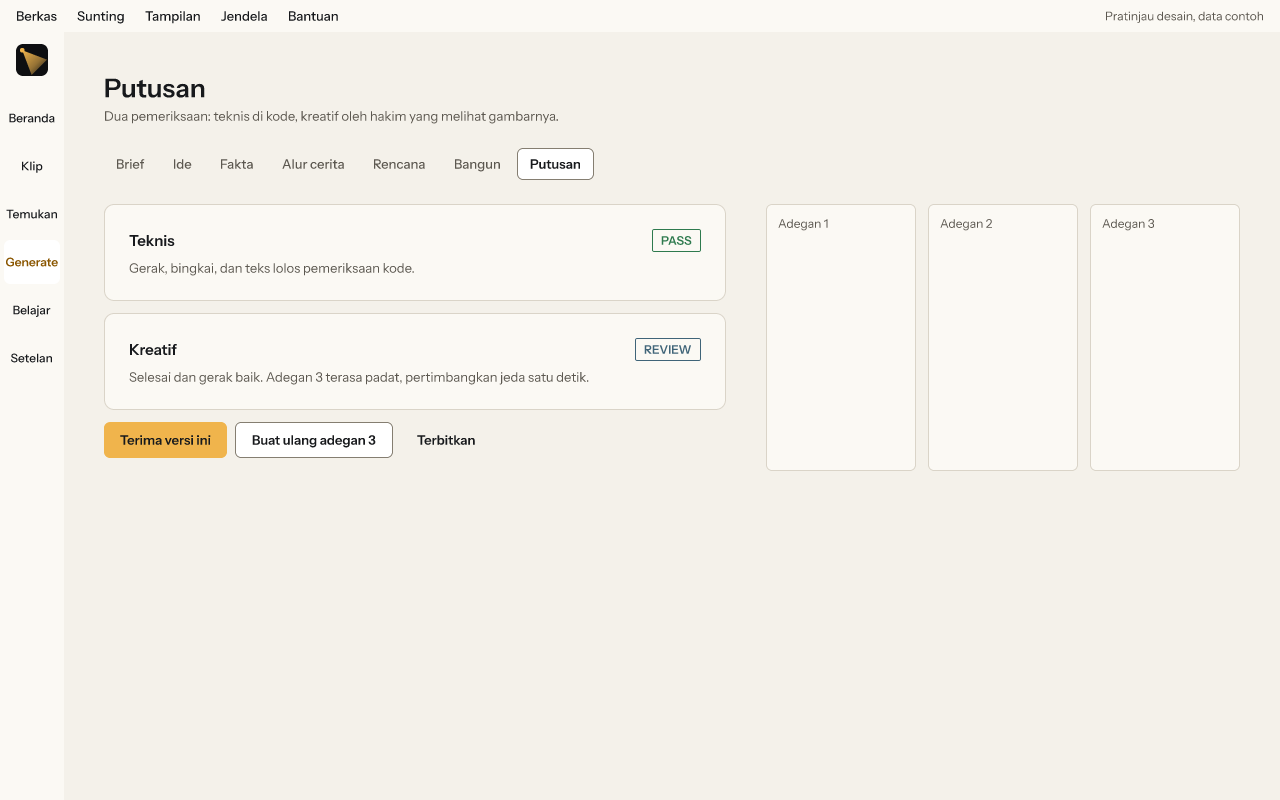 Berkas Sunting Tampilan Jendela Bantuan
Pratinjau desain, data contoh
Beranda
Klip
Temukan
Generate
Belajar
Setelan
Putusan
Dua pemeriksaan: teknis di kode, kreatif oleh hakim yang melihat gambarnya.
Brief Ide Fakta Alur cerita Rencana Bangun Putusan
Teknis
PASS
Gerak, bingkai, dan teks lolos pemeriksaan kode.
Kreatif
REVIEW
Selesai dan gerak baik. Adegan 3 terasa padat, pertimbangkan jeda satu detik.
Terima versi ini Buat ulang adegan 3 Terbitkan
Adegan 1
Adegan 2
Adegan 3